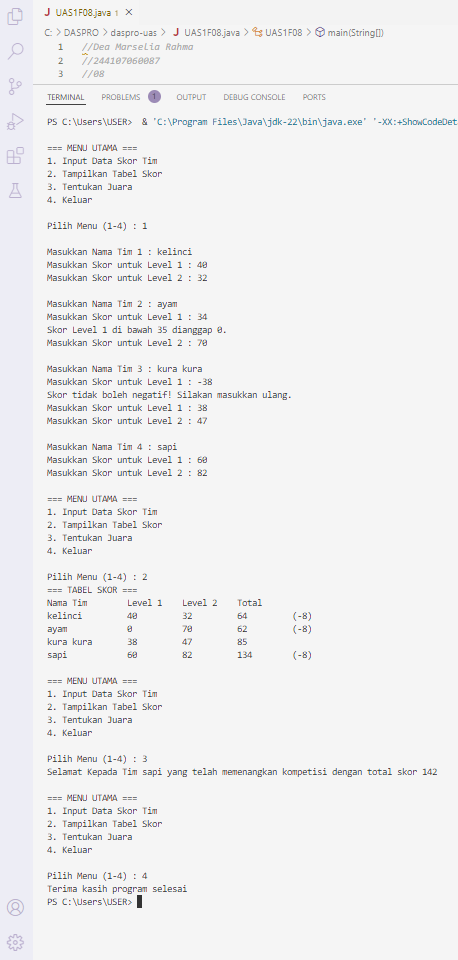 J UAS1F08.java 1 ×
C: > DASPRO > daspro-uas > J UAS1F08.java > UAS1F08 > main(String[])
1 //Dea Marselia Rahma
2 //244107060087
3 //08
TERMINAL PROBLEMS 1 OUTPUT DEBUG CONSOLE PORTS
PS C:\Users\USER> & 'C:\Program Files\Java\jdk-22\bin\java.exe' '-XX:+ShowCodeDet
=== MENU UTAMA ===
1. Input Data Skor Tim
2. Tampilkan Tabel Skor
3. Tentukan Juara
4. Keluar
Pilih Menu (1-4) : 1
Masukkan Nama Tim 1 : kelinci
Masukkan Skor untuk Level 1 : 40
Masukkan Skor untuk Level 2 : 32
Masukkan Nama Tim 2 : ayam
Masukkan Skor untuk Level 1 : 34
Skor Level 1 di bawah 35 dianggap 0.
Masukkan Skor untuk Level 2 : 70
Masukkan Nama Tim 3 : kura kura
Masukkan Skor untuk Level 1 : -38
Skor tidak boleh negatif! Silakan masukkan ulang.
Masukkan Skor untuk Level 1 : 38
Masukkan Skor untuk Level 2 : 47
Masukkan Nama Tim 4 : sapi
Masukkan Skor untuk Level 1 : 60
Masukkan Skor untuk Level 2 : 82
=== MENU UTAMA ===
1. Input Data Skor Tim
2. Tampilkan Tabel Skor
3. Tentukan Juara
4. Keluar
Pilih Menu (1-4) : 2
=== TABEL SKOR ===
Nama Tim Level 1 Level 2 Total
kelinci 40 32 64 (-8)
ayam 0 70 62 (-8)
kura kura 38 47 85
sapi 60 82 134 (-8)
=== MENU UTAMA ===
1. Input Data Skor Tim
2. Tampilkan Tabel Skor
3. Tentukan Juara
4. Keluar
Pilih Menu (1-4) : 3
Selamat Kepada Tim sapi yang telah memenangkan kompetisi dengan total skor 142
=== MENU UTAMA ===
1. Input Data Skor Tim
2. Tampilkan Tabel Skor
3. Tentukan Juara
4. Keluar
Pilih Menu (1-4) : 4
Terima kasih program selesai
PS C:\Users\USER>